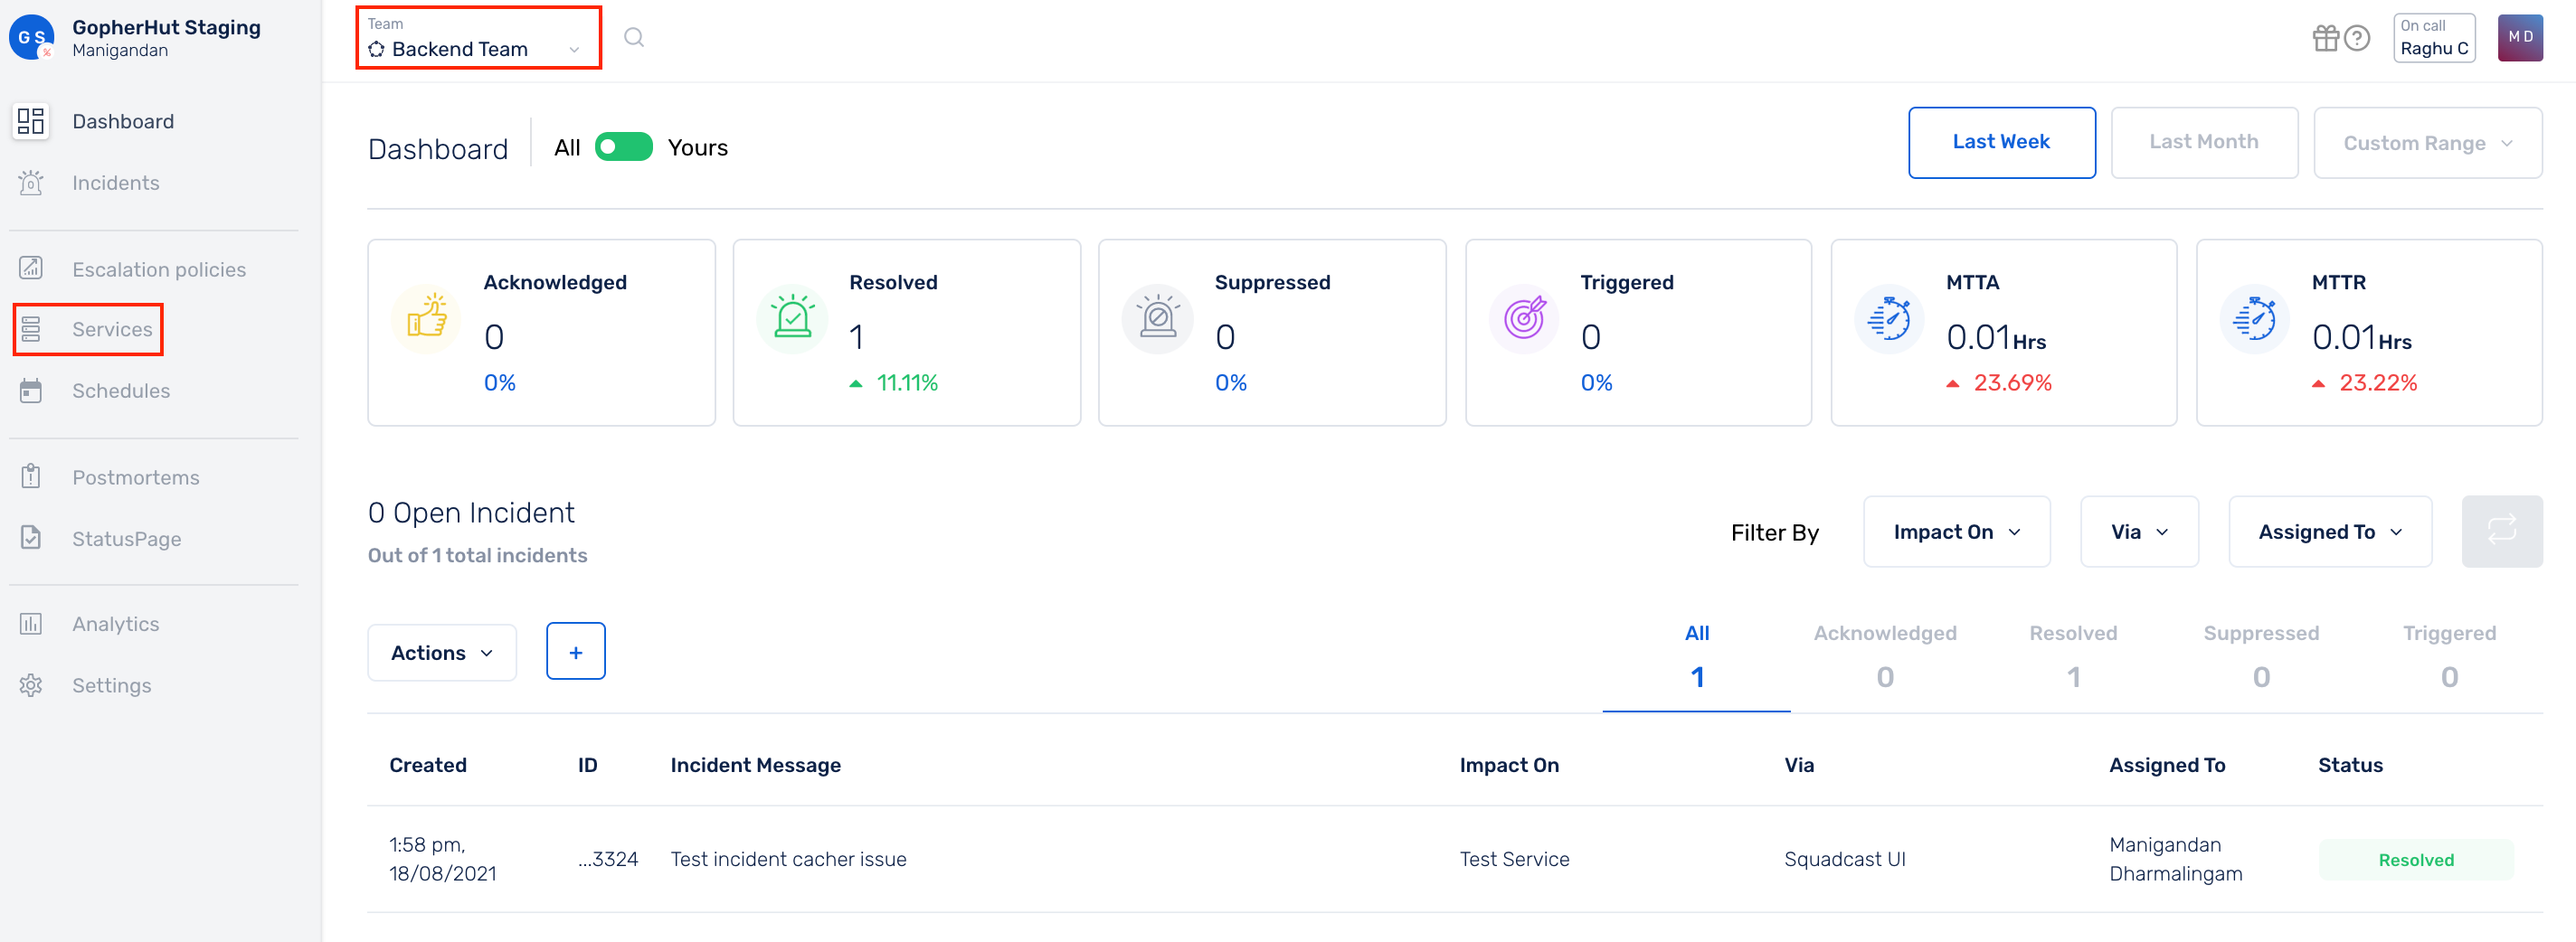 G S
GopherHut Staging
Manigandan
Team
Backend Team
On call
Raghu C
M D
Dashboard
Incidents
Escalation policies
Services
Schedules
Postmortems
StatusPage
Analytics
Settings
Dashboard
All
Yours
Last Week
Last Month
Custom Range
Acknowledged
0
0%
Resolved
1
11.11%
Suppressed
0
0%
Triggered
0
0%
MTTA
0.01Hrs
23.69%
MTTR
0.01Hrs
23.22%
0 Open Incident
Out of 1 total incidents
Filter By
Impact On
Via
Assigned To
Actions
+
All
1
Acknowledged
0
Resolved
1
Suppressed
0
Triggered
0
Created
ID
Incident Message
Impact On
Via
Assigned To
Status
1:58 pm,
18/08/2021
...3324
Test incident cacher issue
Test Service
Squadcast UI
Manigandan
Dharmalingam
Resolved